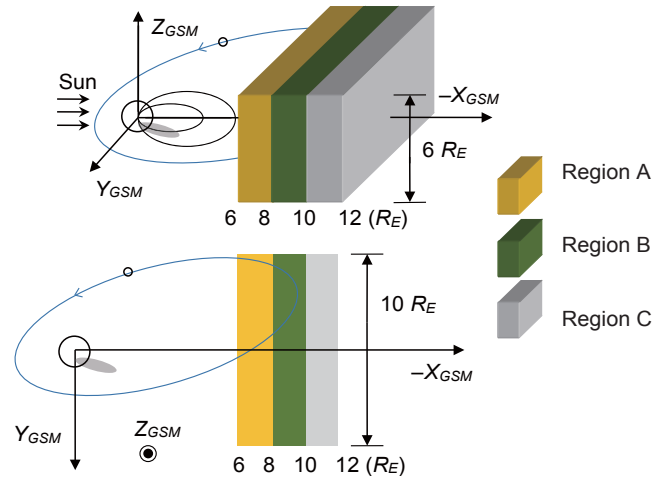 Z_GSM
Sun
–X_GSM
6 R_E
Y_GSM
6 8 10 12 (R_E)
Region A
Region B
Region C
10 R_E
–X_GSM
Y_GSM
Z_GSM
6 8 10 12 (R_E)